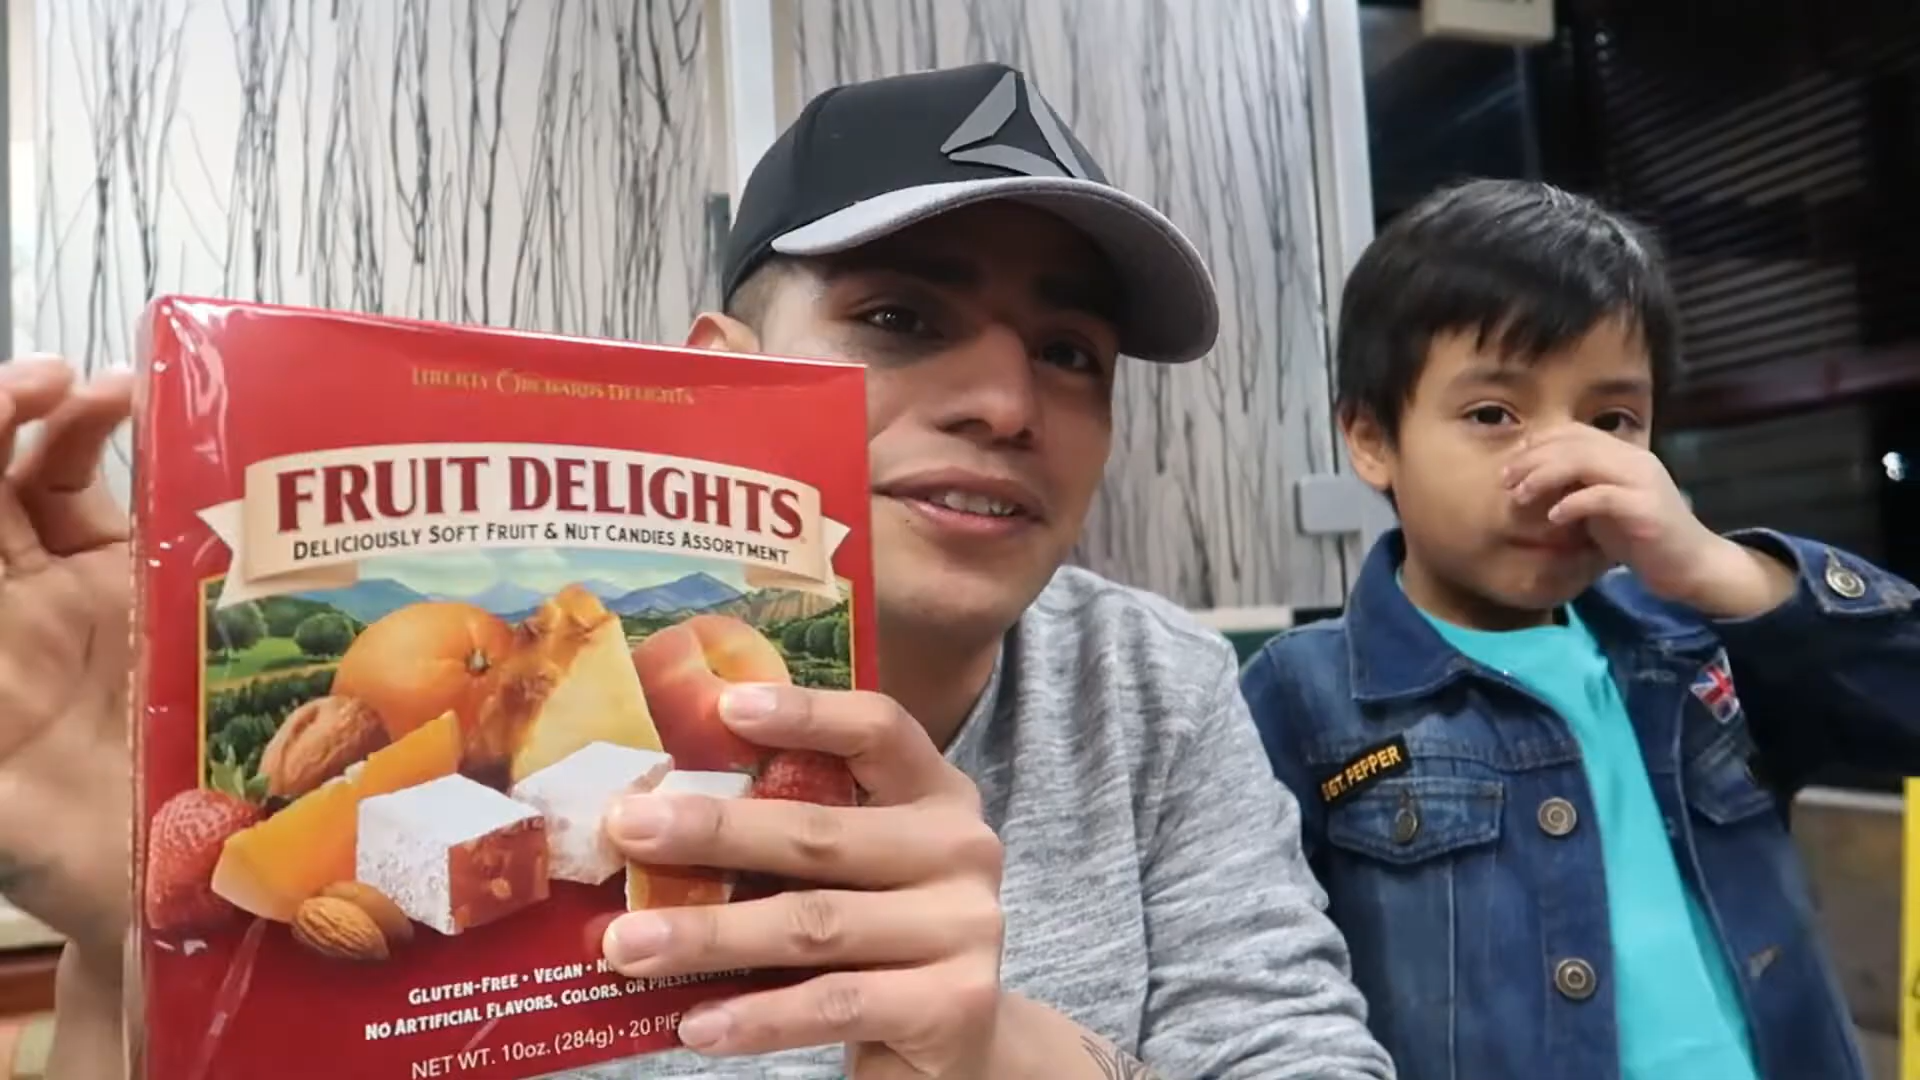 LIBERTY ORCHARDS DELIGHTS
FRUIT DELIGHTS
DELICIOUSLY SOFT FRUIT & NUT CANDIES ASSORTMENT
GLUTEN-FREE • VEGAN •
NO ARTIFICIAL FLAVORS, COLORS, OR PRESERVATIVES
NET WT. 10oz. (284g) • 20
SGT. PEPPER